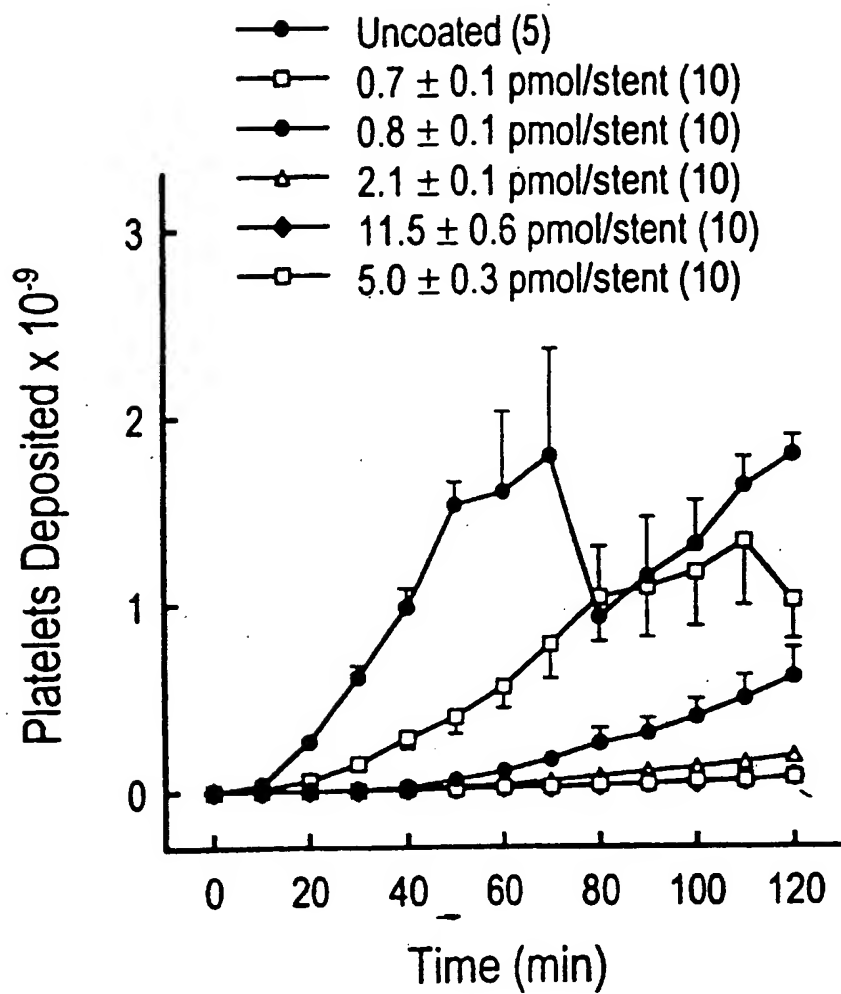 Uncoated (5)
0.7 ± 0.1 pmol/stent (10)
0.8 ± 0.1 pmol/stent (10)
2.1 ± 0.1 pmol/stent (10)
11.5 ± 0.6 pmol/stent (10)
5.0 ± 0.3 pmol/stent (10)
Platelets Deposited x 10⁻⁹
3
2
1
0
0 20 40 60 80 100 120
Time (min)